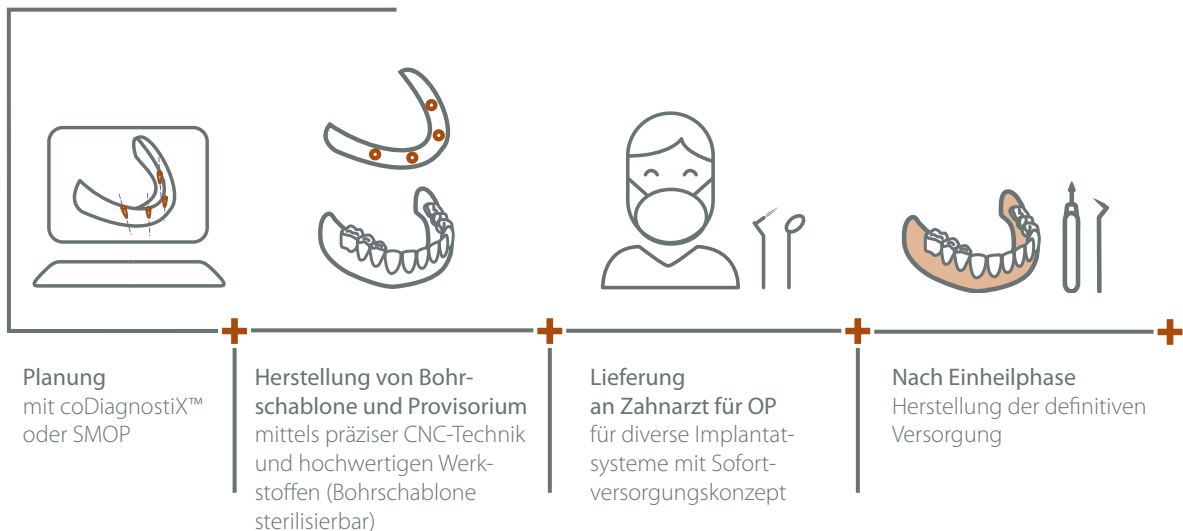 Planung
mit coDiagnostiX™
oder SMOP
Herstellung von Bohr-
schablone und Provisorium
mittels präziser CNC-Technik
und hochwertigen Werk-
stoffen (Bohrschablone
sterilisierbar)
Lieferung
an Zahnarzt für OP
für diverse Implantat-
systeme mit Sofort-
versorgungskonzept
Nach Einheilphase
Herstellung der definitiven
Versorgung